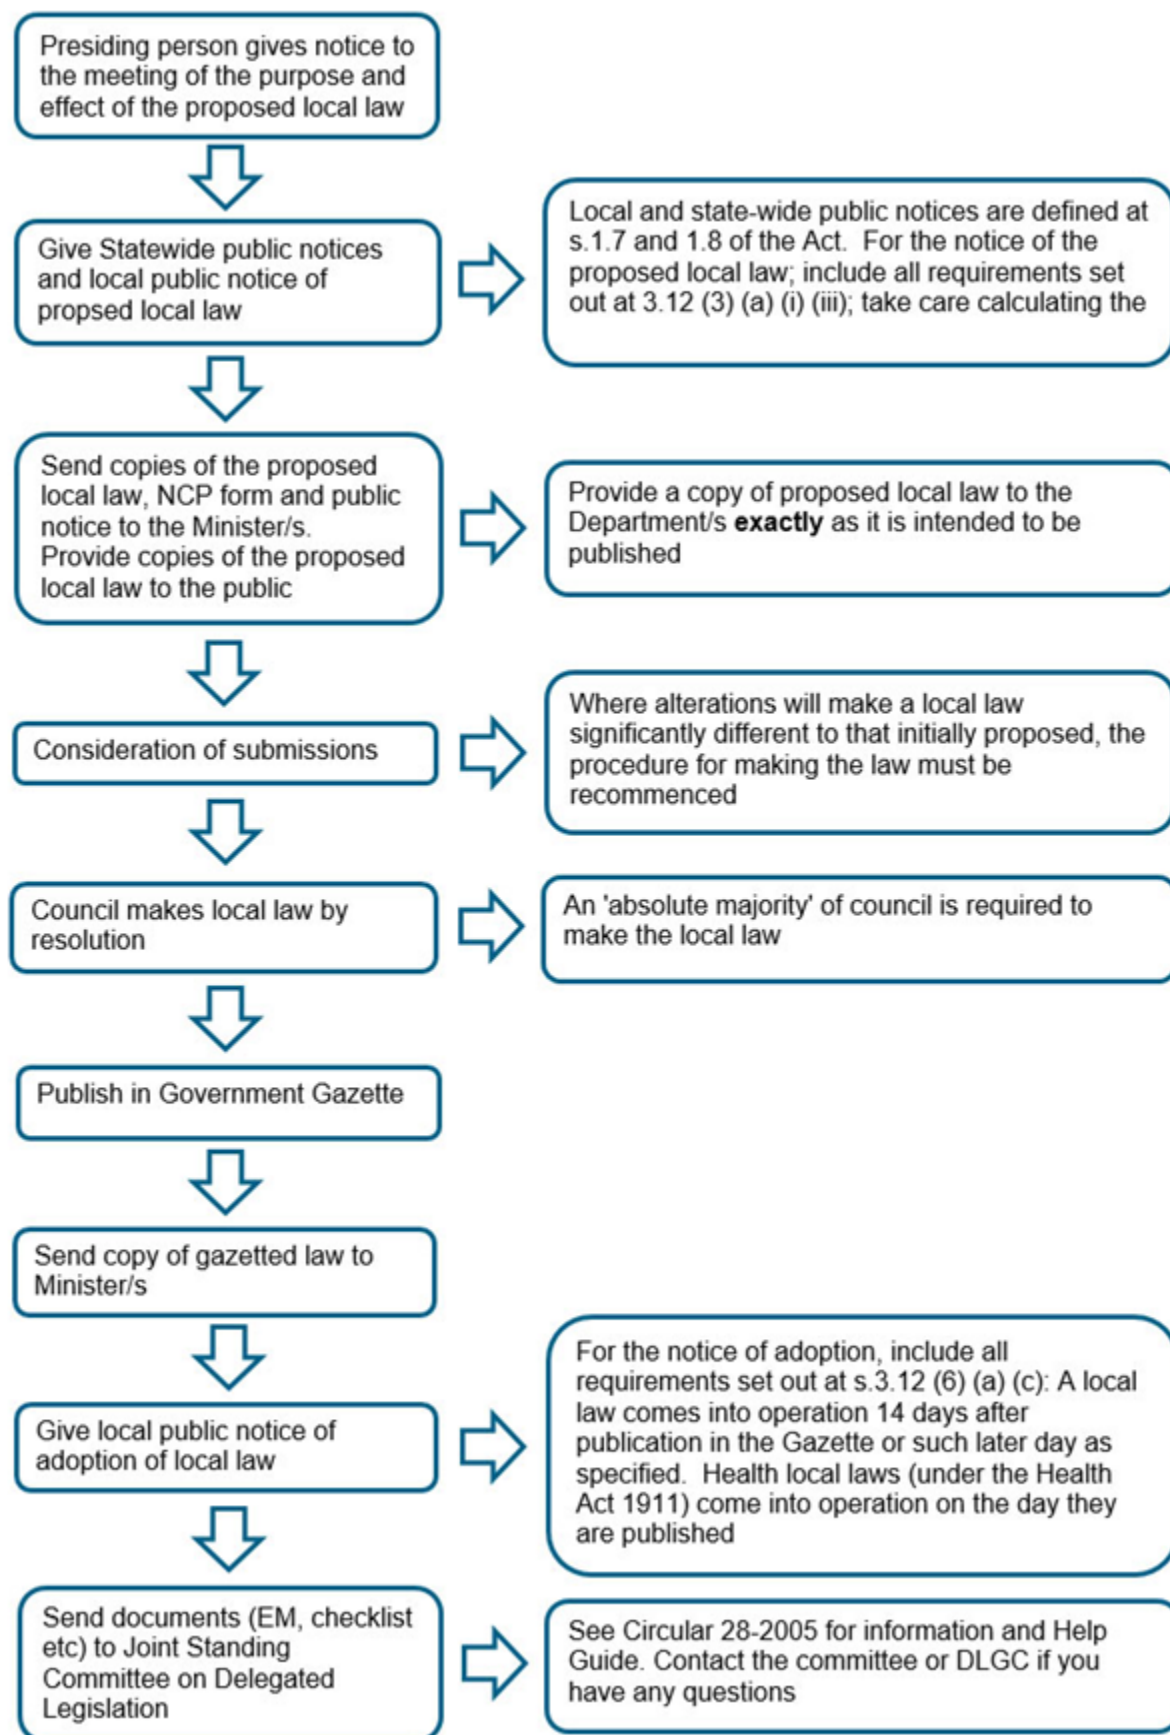 Presiding person gives notice to
the meeting of the purpose and
effect of the proposed local law
Give Statewide public notices
and local public notice of
propsed local law
Local and state-wide public notices are defined at
s.1.7 and 1.8 of the Act. For the notice of the
proposed local law; include all requirements set
out at 3.12 (3) (a) (i) (iii); take care calculating the
Send copies of the proposed
local law, NCP form and public
notice to the Minister/s.
Provide copies of the proposed
local law to the public
Provide a copy of proposed local law to the
Department/s exactly as it is intended to be
published
Consideration of submissions
Where alterations will make a local law
significantly different to that initially proposed, the
procedure for making the law must be
recommenced
Council makes local law by
resolution
An 'absolute majority' of council is required to
make the local law
Publish in Government Gazette
Send copy of gazetted law to
Minister/s
Give local public notice of
adoption of local law
For the notice of adoption, include all
requirements set out at s.3.12 (6) (a) (c): A local
law comes into operation 14 days after
publication in the Gazette or such later day as
specified. Health local laws (under the Health
Act 1911) come into operation on the day they
are published
Send documents (EM, checklist
etc) to Joint Standing
Committee on Delegated
Legislation
See Circular 28-2005 for information and Help
Guide. Contact the committee or DLGC if you
have any questions